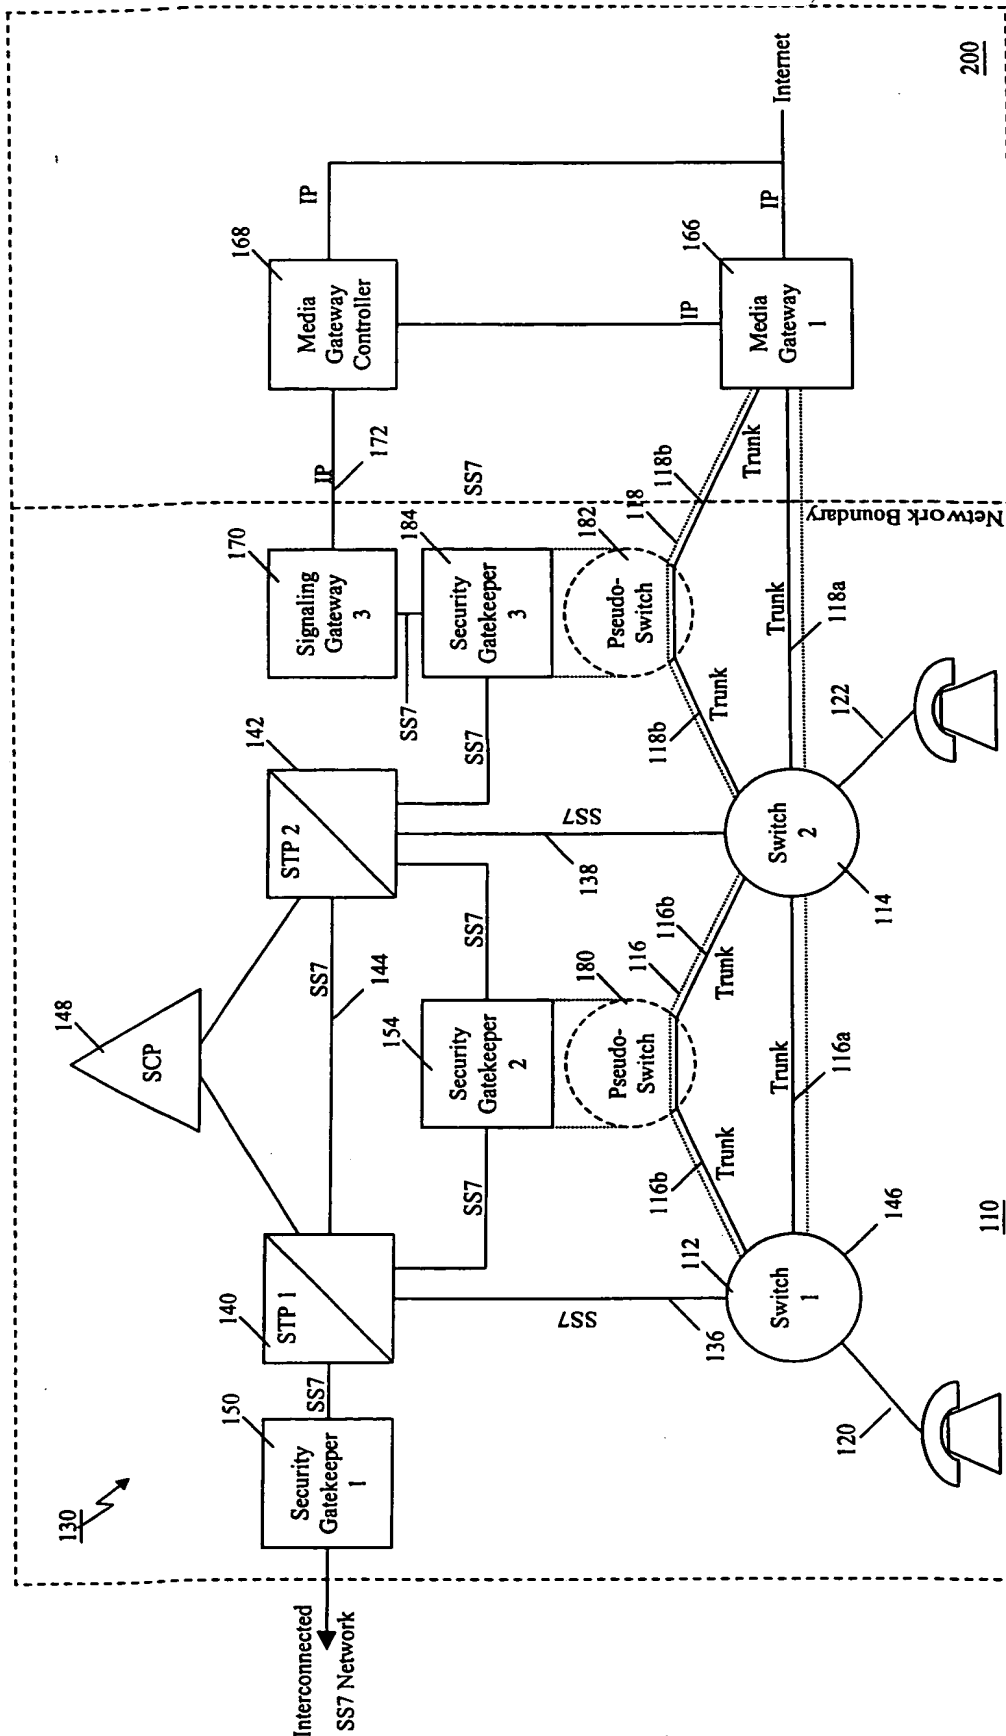 130
Interconnected
SS7 Network
Security
Gatekeeper
1
150
SS7
STP 1
140
SCP
148
SS7
144
STP 2
142
SS7
Security
Gatekeeper
2
154
SS7
SS7
136
SS7
138
SS7
Security
Gatekeeper
3
184
SS7
Signaling
Gateway
3
170
IP
172
SS7
Media
Gateway
Controller
168
IP
IP
Media
Gateway
1
166
IP
Internet
200
Network Boundary
Pseudo-
Switch
180
116
116b
Trunk
116b
Trunk
Pseudo-
Switch
182
118
118b
Trunk
118b
Trunk
Switch
1
112
146
Trunk
116a
Switch
2
114
Trunk
118a
120
122
110